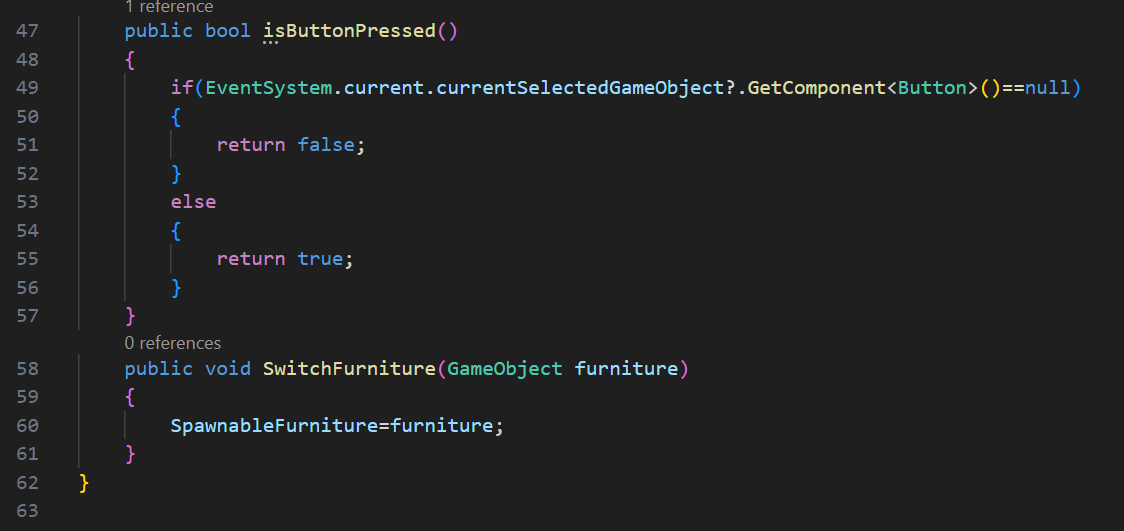 1 reference
47 public bool isButtonPressed()
48 {
49 if(EventSystem.current.currentSelectedGameObject?.GetComponent<Button>()==null)
50 {
51 return false;
52 }
53 else
54 {
55 return true;
56 }
57 }
0 references
58 public void SwitchFurniture(GameObject furniture)
59 {
60 SpawnableFurniture=furniture;
61 }
62 }
63